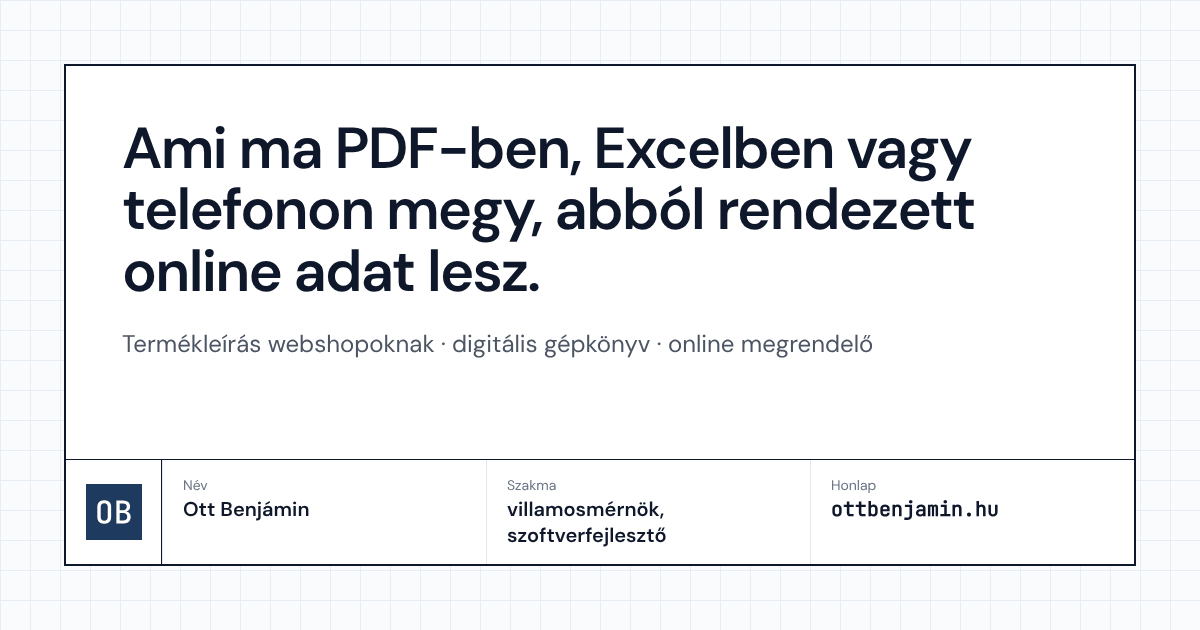 Ami ma PDF-ben, Excelben vagy
telefonon megy, abból rendezett
online adat lesz.
Termékleírás webshopoknak · digitális gépkönyv · online megrendelő
OB
Név
Ott Benjámin
Szakma
villamosmérnök,
szoftverfejlesztő
Honlap
ottbenjamin.hu